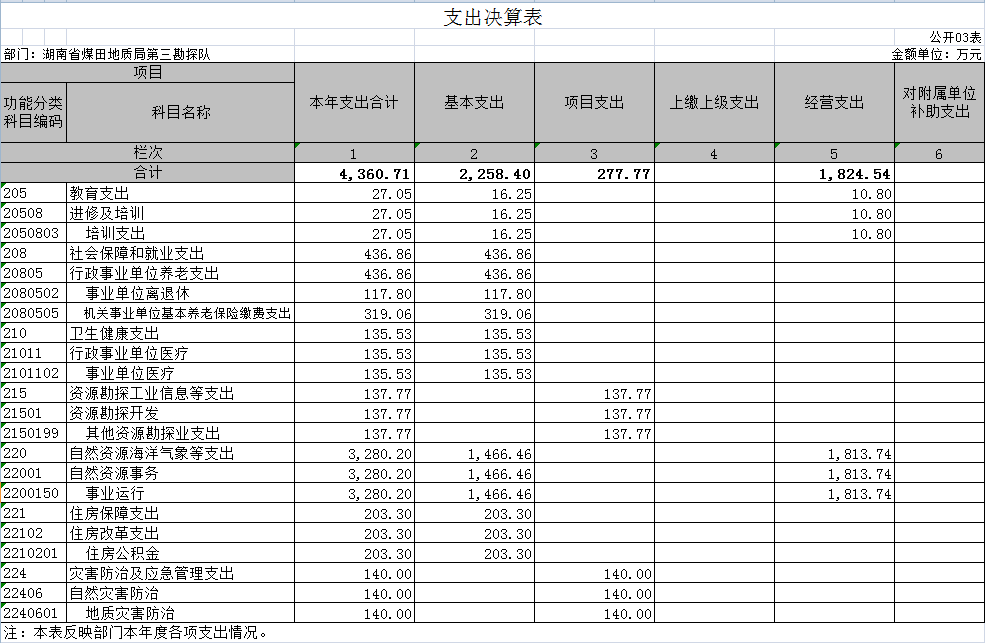 支出决算表
公开03表
部门：湖南省煤田地质局第三勘探队 金额单位：万元
项目 本年支出合计 基本支出 项目支出 上缴上级支出 经营支出 对附属单位补助支出
功能分类科目编码 科目名称
栏次 1 2 3 4 5 6
合计 4,360.71 2,258.40 277.77 1,824.54
205 教育支出 27.05 16.25 10.80
20508 进修及培训 27.05 16.25 10.80
2050803 培训支出 27.05 16.25 10.80
208 社会保障和就业支出 436.86 436.86
20805 行政事业单位养老支出 436.86 436.86
2080502 事业单位离退休 117.80 117.80
2080505 机关事业单位基本养老保险缴费支出 319.06 319.06
210 卫生健康支出 135.53 135.53
21011 行政事业单位医疗 135.53 135.53
2101102 事业单位医疗 135.53 135.53
215 资源勘探工业信息等支出 137.77 137.77
21501 资源勘探开发 137.77 137.77
2150199 其他资源勘探业支出 137.77 137.77
220 自然资源海洋气象等支出 3,280.20 1,466.46 1,813.74
22001 自然资源事务 3,280.20 1,466.46 1,813.74
2200150 事业运行 3,280.20 1,466.46 1,813.74
221 住房保障支出 203.30 203.30
22102 住房改革支出 203.30 203.30
2210201 住房公积金 203.30 203.30
224 灾害防治及应急管理支出 140.00 140.00
22406 自然灾害防治 140.00 140.00
2240601 地质灾害防治 140.00 140.00
注：本表反映部门本年度各项支出情况。